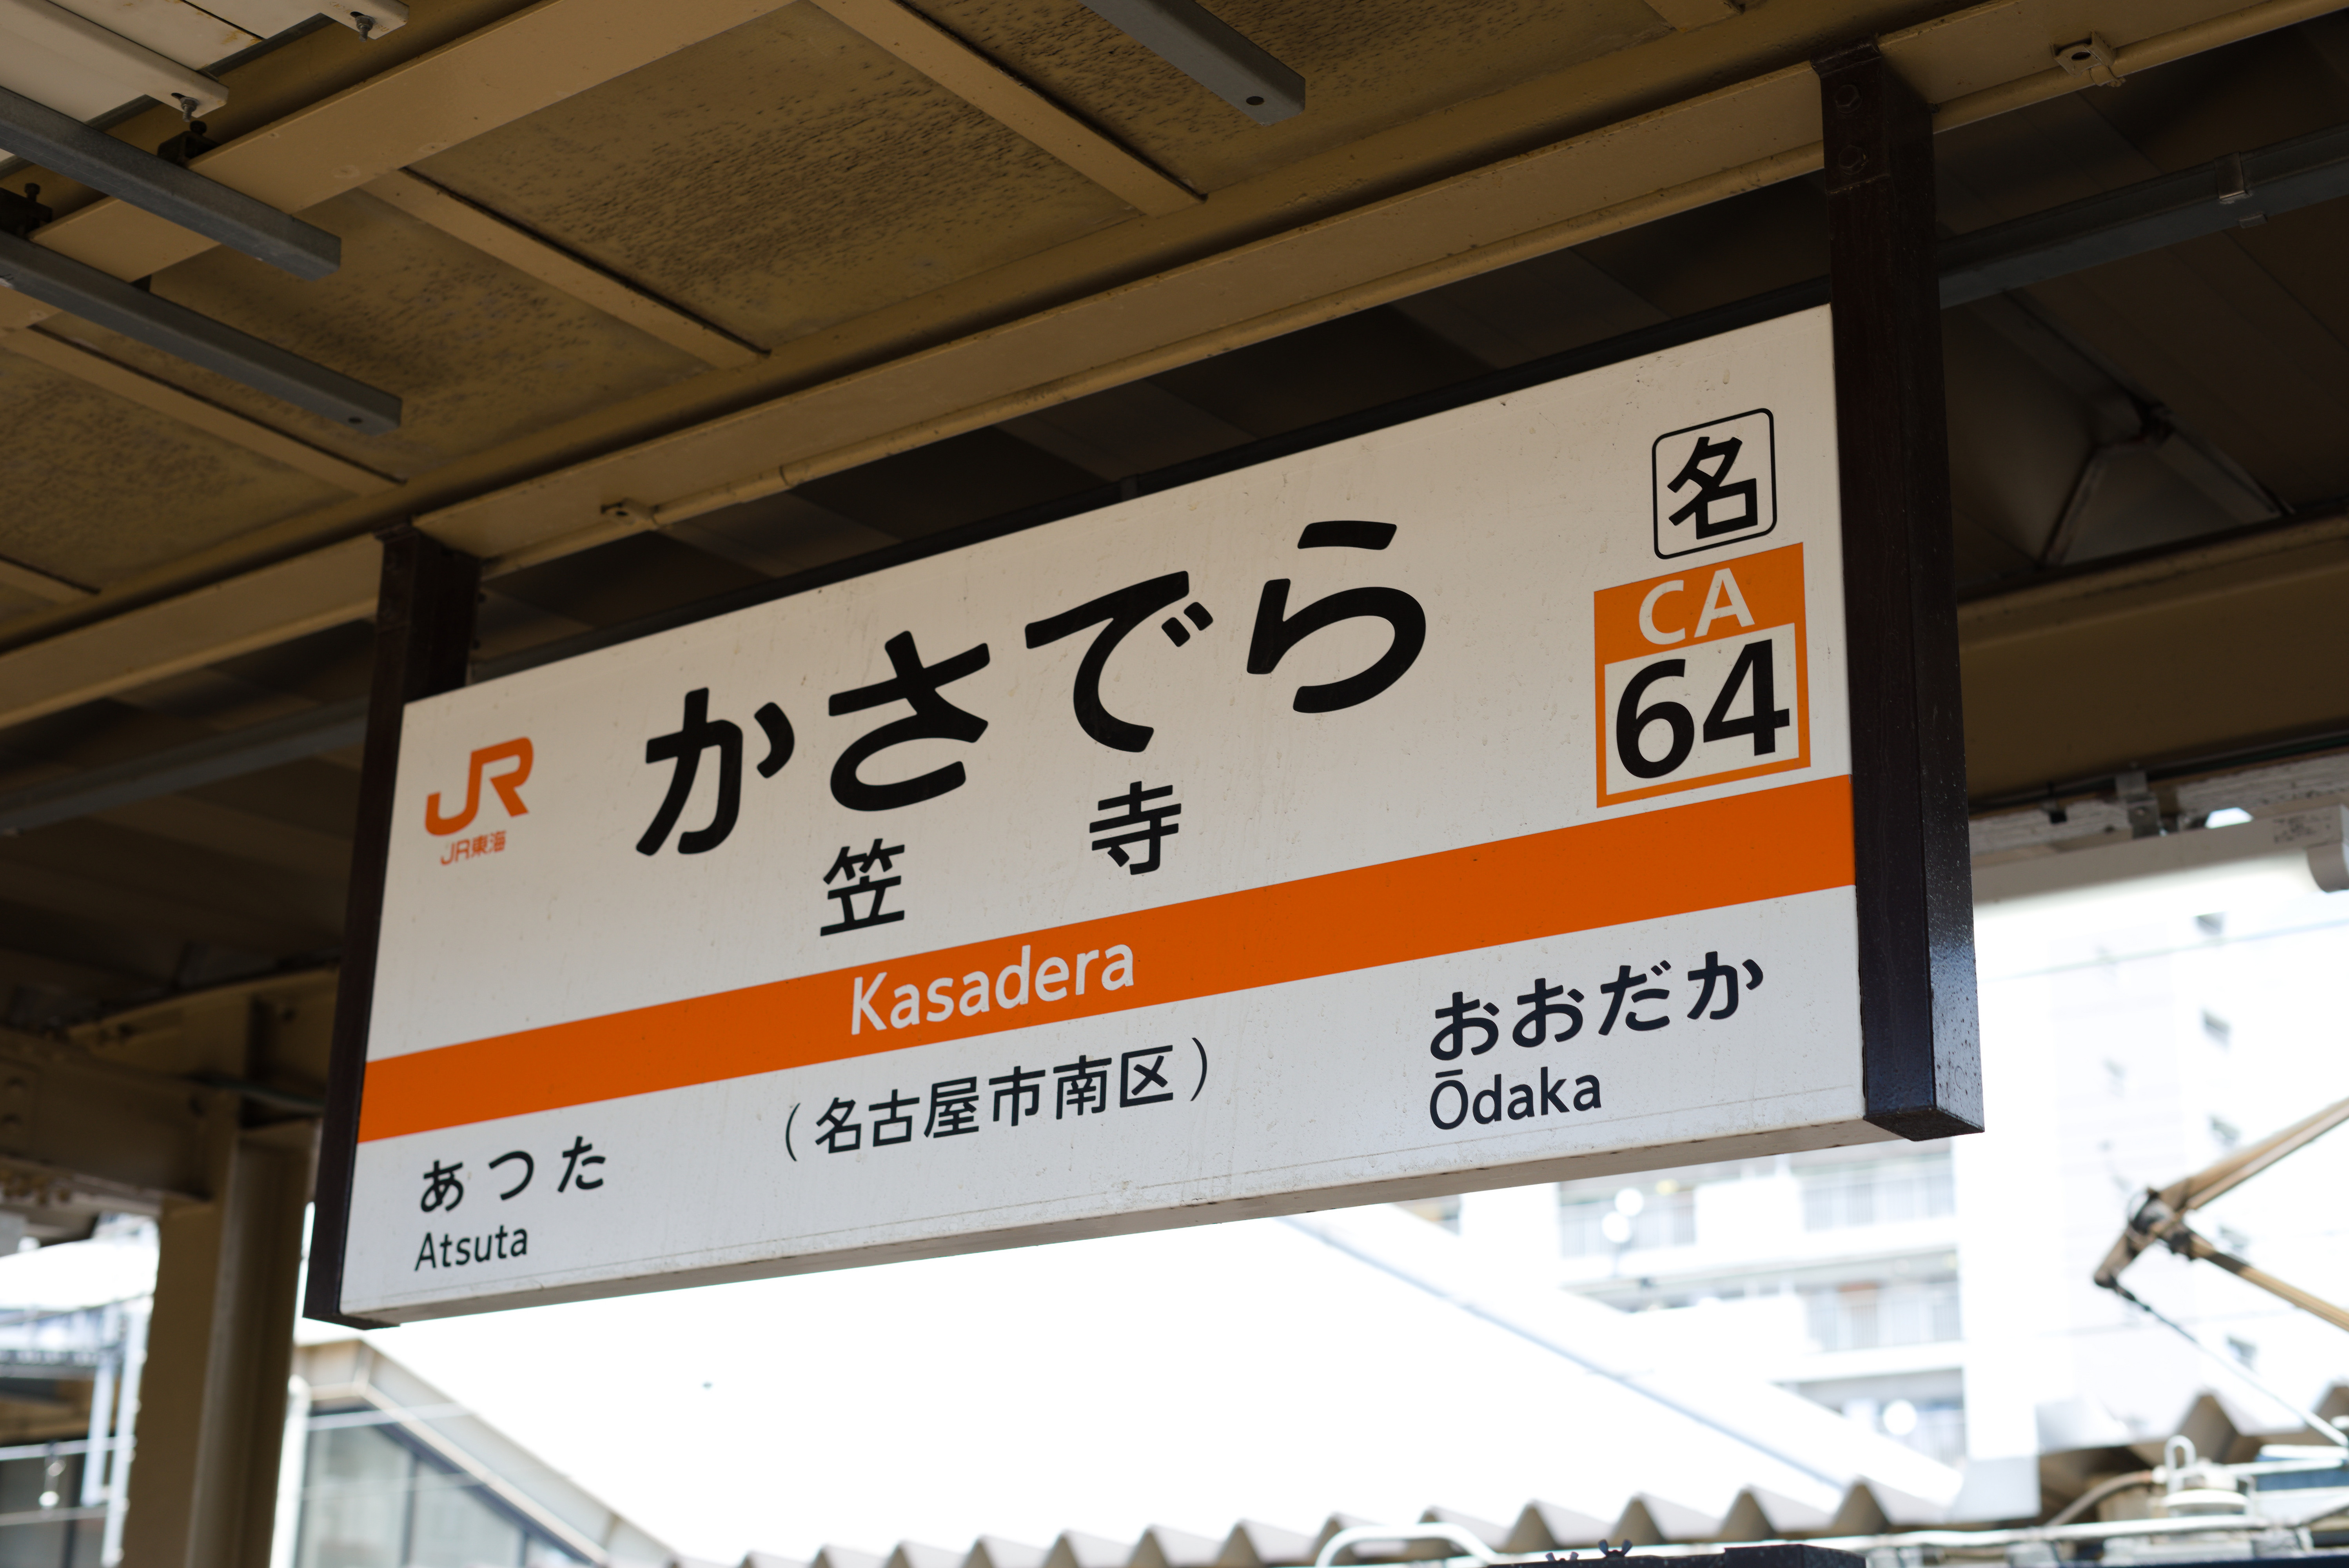 名
CA
64
JR
JR東海
かさでら
笠寺
Kasadera
(名古屋市南区)
あつた
Atsuta
おおだか
Ōdaka